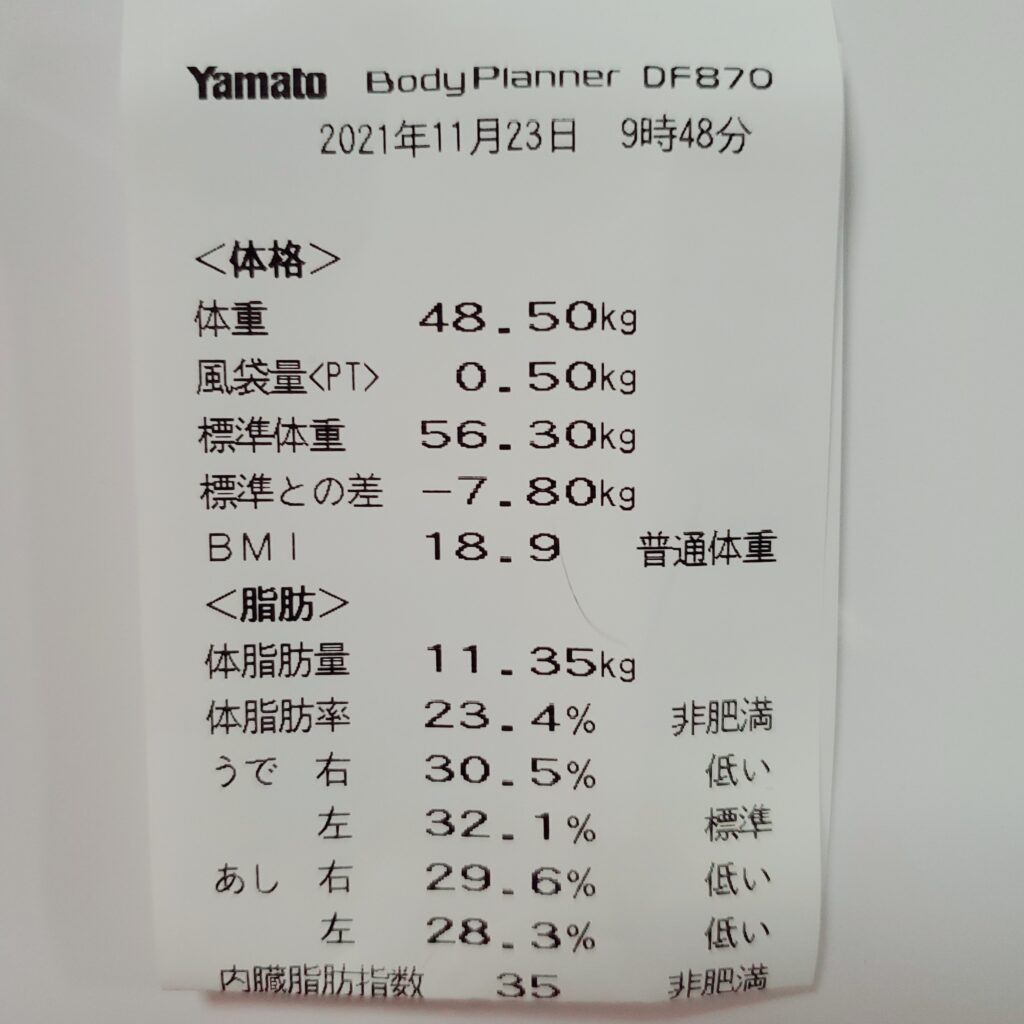 Yamato Body Planner DF870
2021年11月23日 9時48分
<体格>
体重 48.50kg
風袋量<PT> 0.50kg
標準体重 56.30kg
標準との差 -7.80kg
BMI 18.9 普通体重
<脂肪>
体脂肪量 11.35kg
体脂肪率 23.4% 非肥満
うで 右 30.5% 低い
左 32.1% 標準
あし 右 29.6% 低い
左 28.3% 低い
内臓脂肪指数 35 非肥満